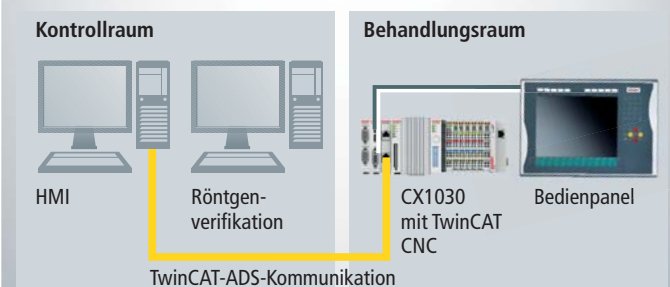 Kontrollraum
Behandlungsraum
HMI
Röntgen-
verifikation
CX1030
mit TwinCAT
CNC
Bedienpanel
TwinCAT-ADS-Kommunikation